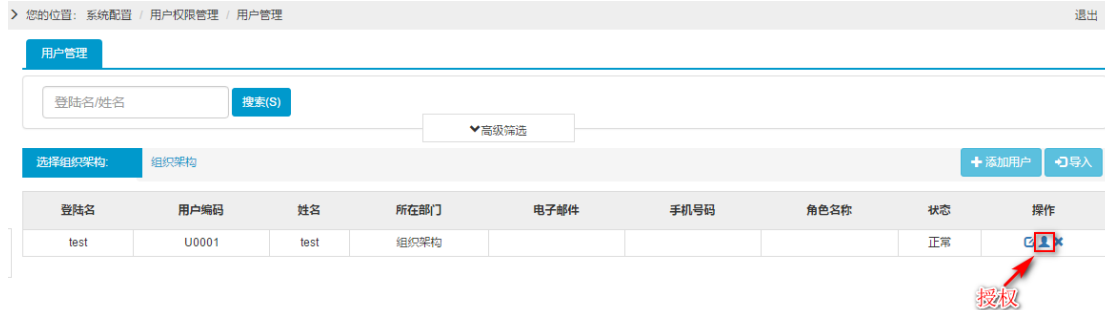 您的位置： 系统配置 / 用户权限管理 / 用户管理 退出
用户管理
登陆名/姓名 搜索(S)
高级筛选
选择组织架构: 组织架构 添加用户 导入
登陆名 用户编码 姓名 所在部门 电子邮件 手机号码 角色名称 状态 操作
test U0001 test 组织架构 正常
授权